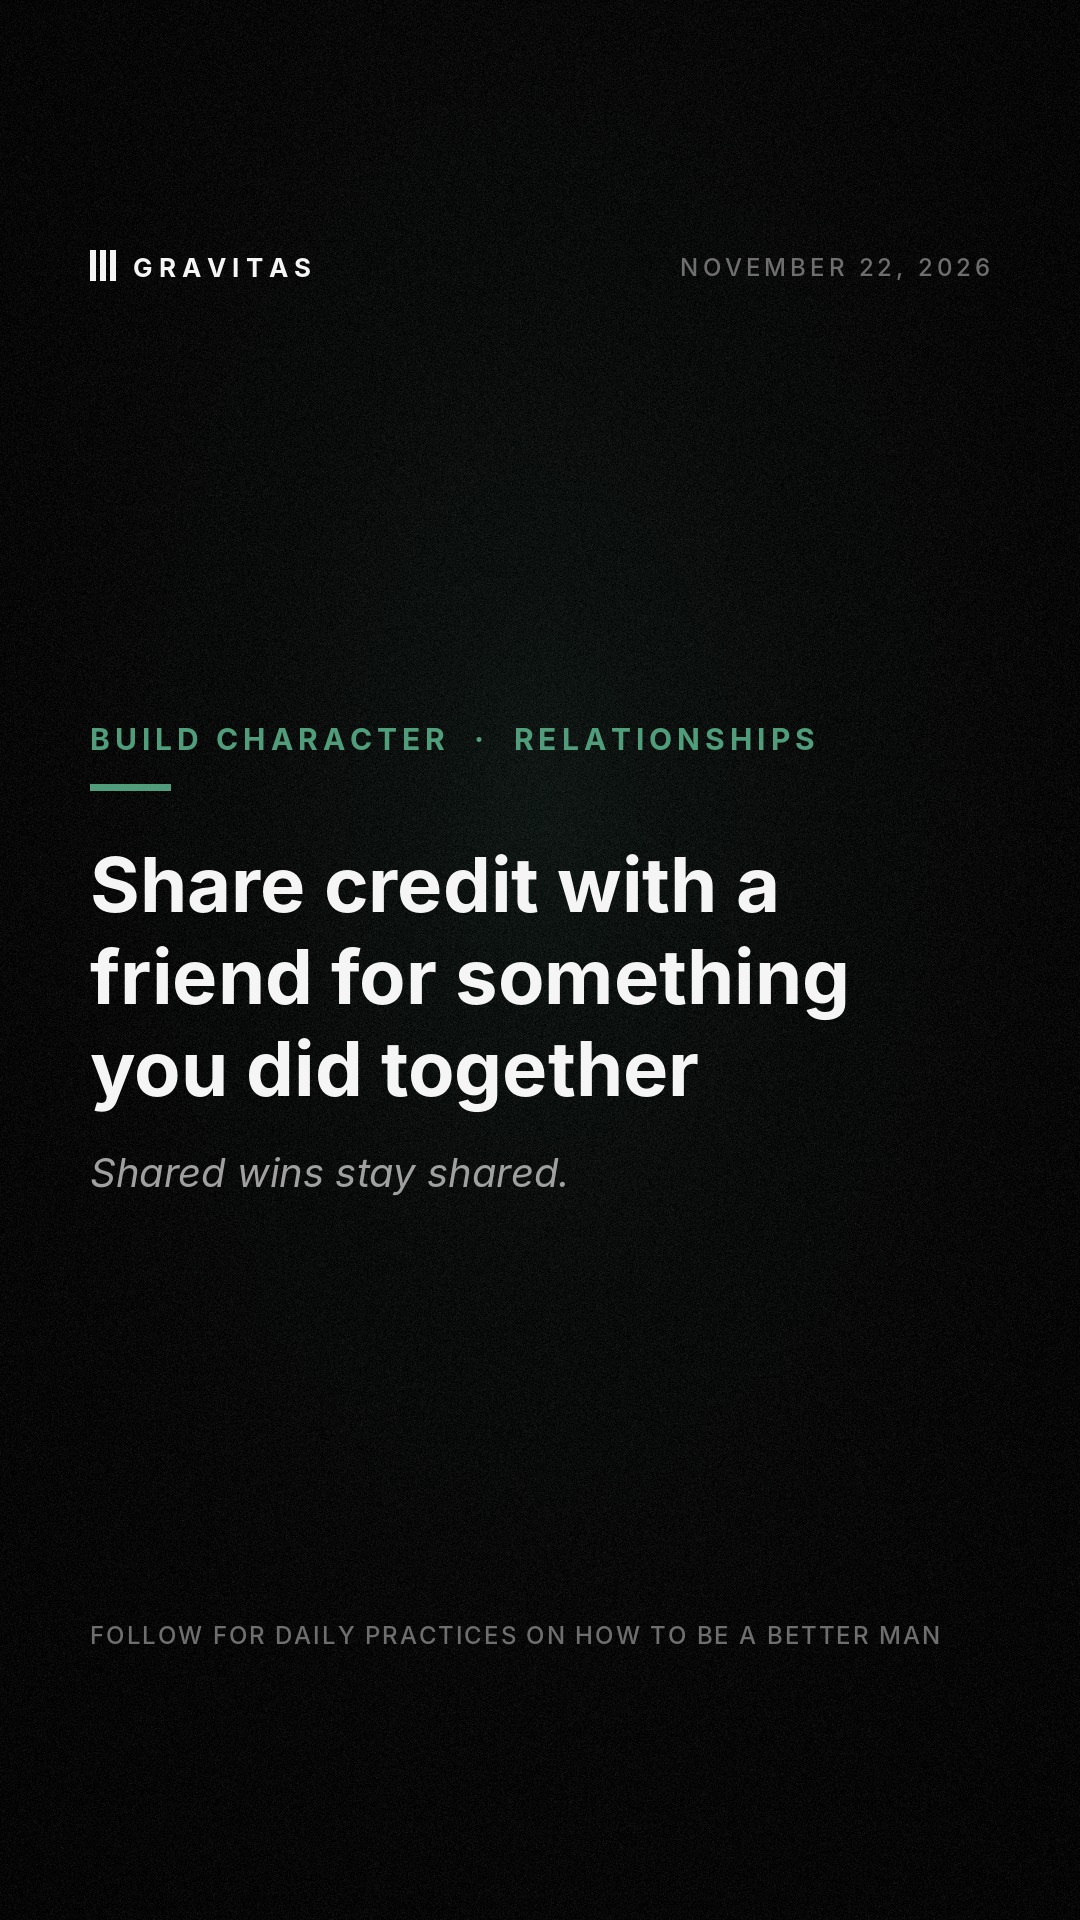 GRAVITAS
NOVEMBER 22, 2026
BUILD CHARACTER · RELATIONSHIPS
Share credit with a
friend for something
you did together
Shared wins stay shared.
FOLLOW FOR DAILY PRACTICES ON HOW TO BE A BETTER MAN